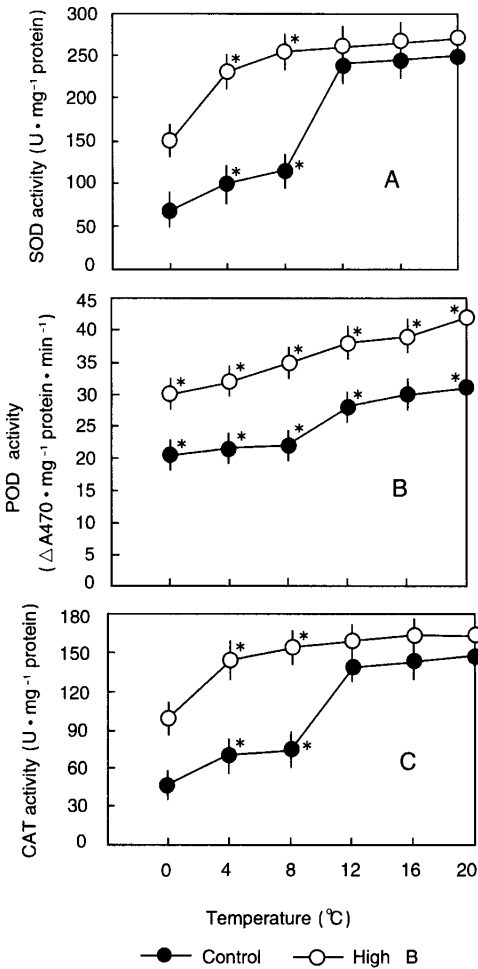 300
250
200
150
100
50
0
SOD activity (U • mg⁻¹ protein)
* * * *
A
45
40
35
30
25
20
15
10
5
0
POD activity
(△A470 • mg⁻¹ protein • min⁻¹)
* * * * * *
* * * * *
B
180
150
120
90
60
30
0
CAT activity (U • mg⁻¹ protein)
* * * *
C
0 4 8 12 16 20
Temperature (℃)
Control High B